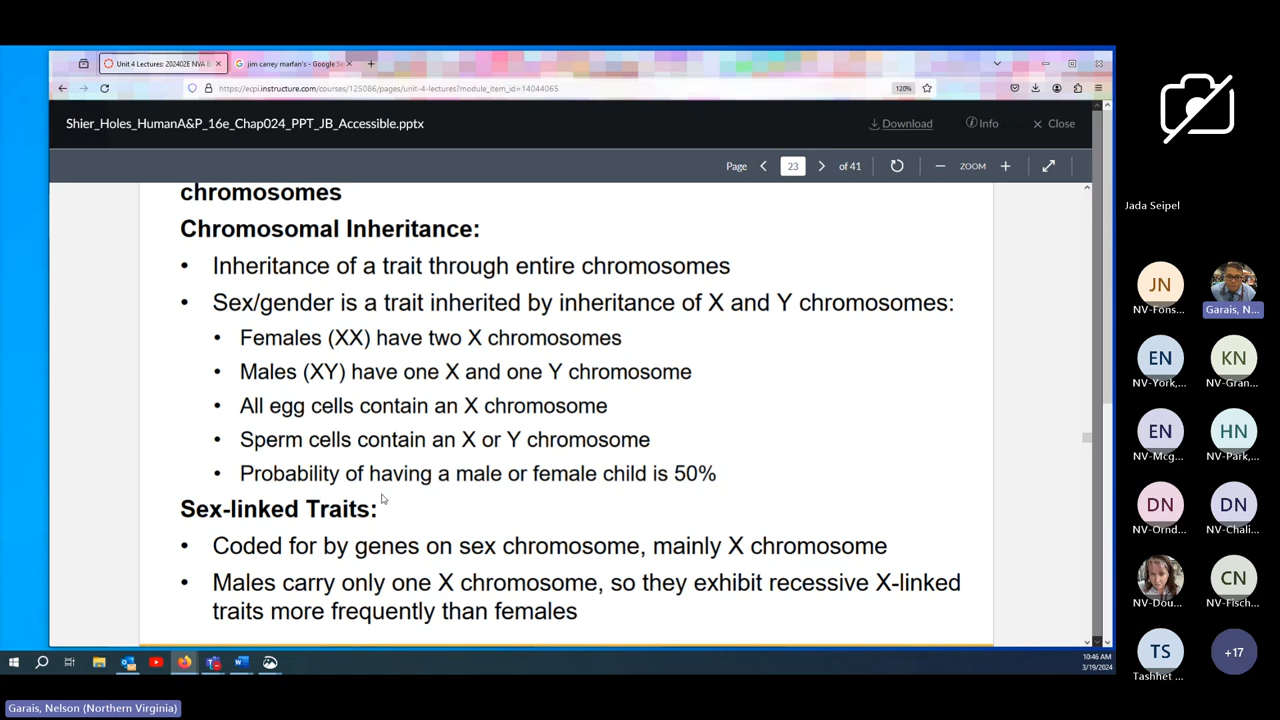 Unit 4 Lectures: 202402E NVA B
jim carrey marfan's - Google Se
https://ecpi.instructure.com/courses/125086/pages/unit-4-lectures?module_item_id=14044065
120%
Shier_Holes_HumanA&P_16e_Chap024_PPT_JB_Accessible.pptx
Download
Info
Close
Page 23 of 41
ZOOM
chromosomes
Chromosomal Inheritance:
• Inheritance of a trait through entire chromosomes
• Sex/gender is a trait inherited by inheritance of X and Y chromosomes:
• Females (XX) have two X chromosomes
• Males (XY) have one X and one Y chromosome
• All egg cells contain an X chromosome
• Sperm cells contain an X or Y chromosome
• Probability of having a male or female child is 50%
Sex-linked Traits:
• Coded for by genes on sex chromosome, mainly X chromosome
• Males carry only one X chromosome, so they exhibit recessive X-linked
traits more frequently than females
10:46 AM
3/19/2024
Garais, Nelson (Northern Virginia)
Jada Seipel
JN
NV-Fons...
Garais, N...
EN
NV-York,...
KN
NV-Gran...
EN
NV-Mcg...
HN
NV-Park,...
DN
NV-Ornd...
DN
NV-Chali...
NV-Dou...
CN
NV-Fisch...
TS
Tashhet ...
+17